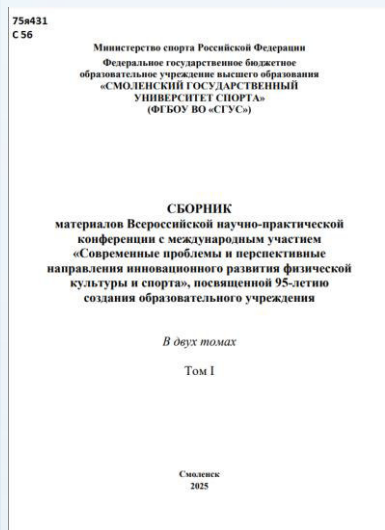 75я431
С 56
Министерство спорта Российской Федерации
Федеральное государственное бюджетное
образовательное учреждение высшего образования
«СМОЛЕНСКИЙ ГОСУДАРСТВЕННЫЙ
УНИВЕРСИТЕТ СПОРТА»
(ФГБОУ ВО «СГУС»)
СБОРНИК
материалов Всероссийской научно-практической
конференции с международным участием
«Современные проблемы и перспективные
направления инновационного развития физической
культуры и спорта», посвященной 95-летию
создания образовательного учреждения
В двух томах
Том I
Смоленск
2025